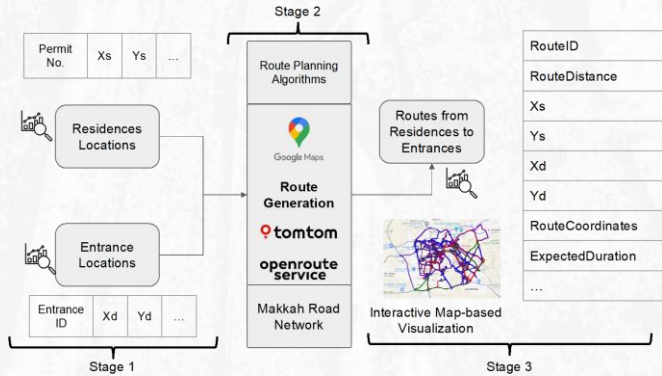 Stage 2
Permit
No.
Xs
Ys
...
Residences
Locations
Entrance
Locations
Entrance
ID
Xd
Yd
...
Stage 1
Route Planning
Algorithms
Google Maps
Route
Generation
tomtom
openroute
service
Makkah Road
Network
Routes from
Residences to
Entrances
Interactive Map-based
Visualization
RouteID
RouteDistance
Xs
Ys
Xd
Yd
RouteCoordinates
ExpectedDuration
...
Stage 3